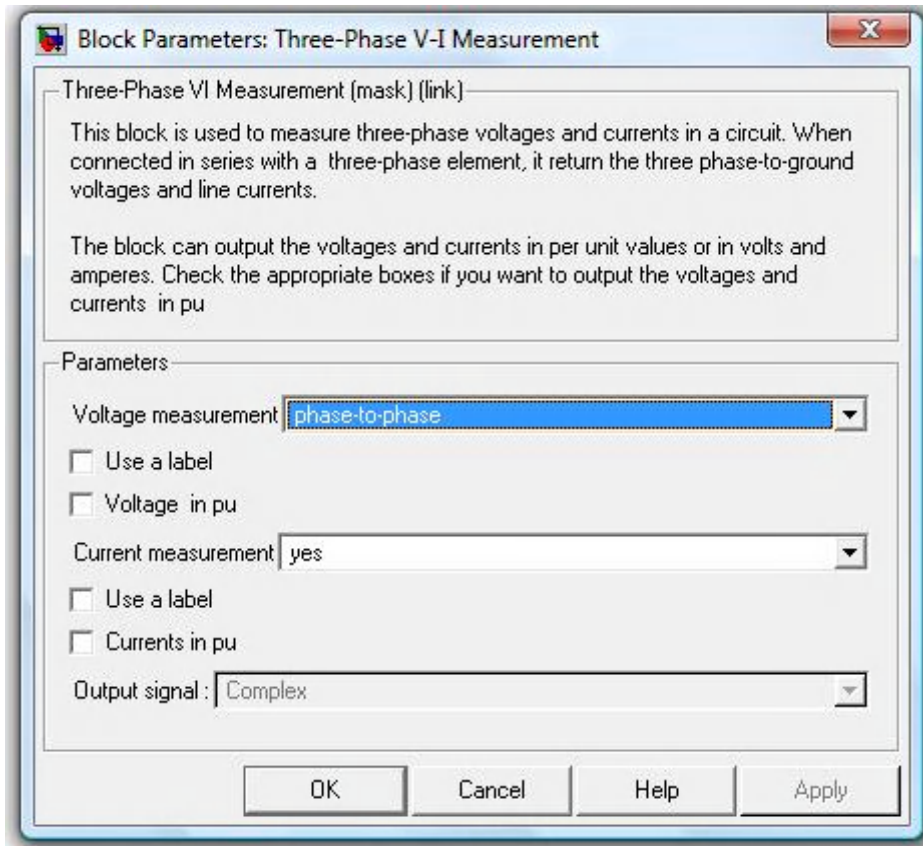 Block Parameters: Three-Phase V-I Measurement
Three-Phase VI Measurement (mask) (link)
This block is used to measure three-phase voltages and currents in a circuit. When
connected in series with a three-phase element, it return the three phase-to-ground
voltages and line currents.
The block can output the voltages and currents in per unit values or in volts and
amperes. Check the appropriate boxes if you want to output the voltages and
currents in pu
Parameters
Voltage measurement phase-to-phase
Use a label
Voltage in pu
Current measurement yes
Use a label
Currents in pu
Output signal : Complex
OK Cancel Help Apply